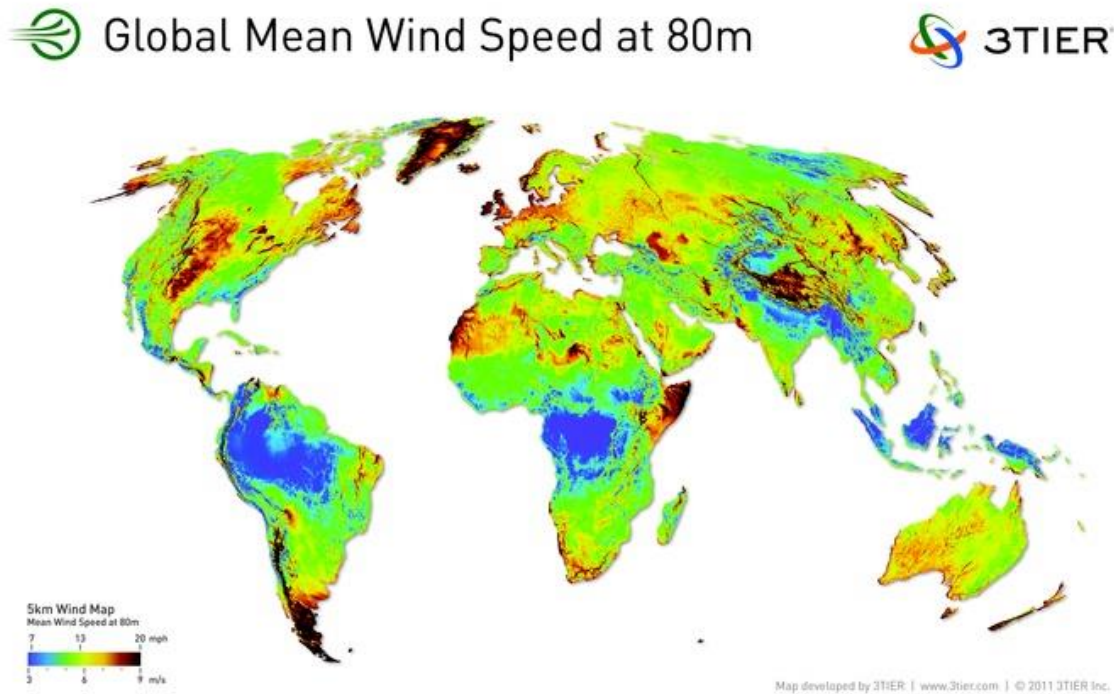 Global Mean Wind Speed at 80m
3TIER
5km Wind Map
Mean Wind Speed at 80m
7 13 20 mph
3 6 9 m/s
Map developed by 3TIER | www.3tier.com | © 2011 3TIER Inc.